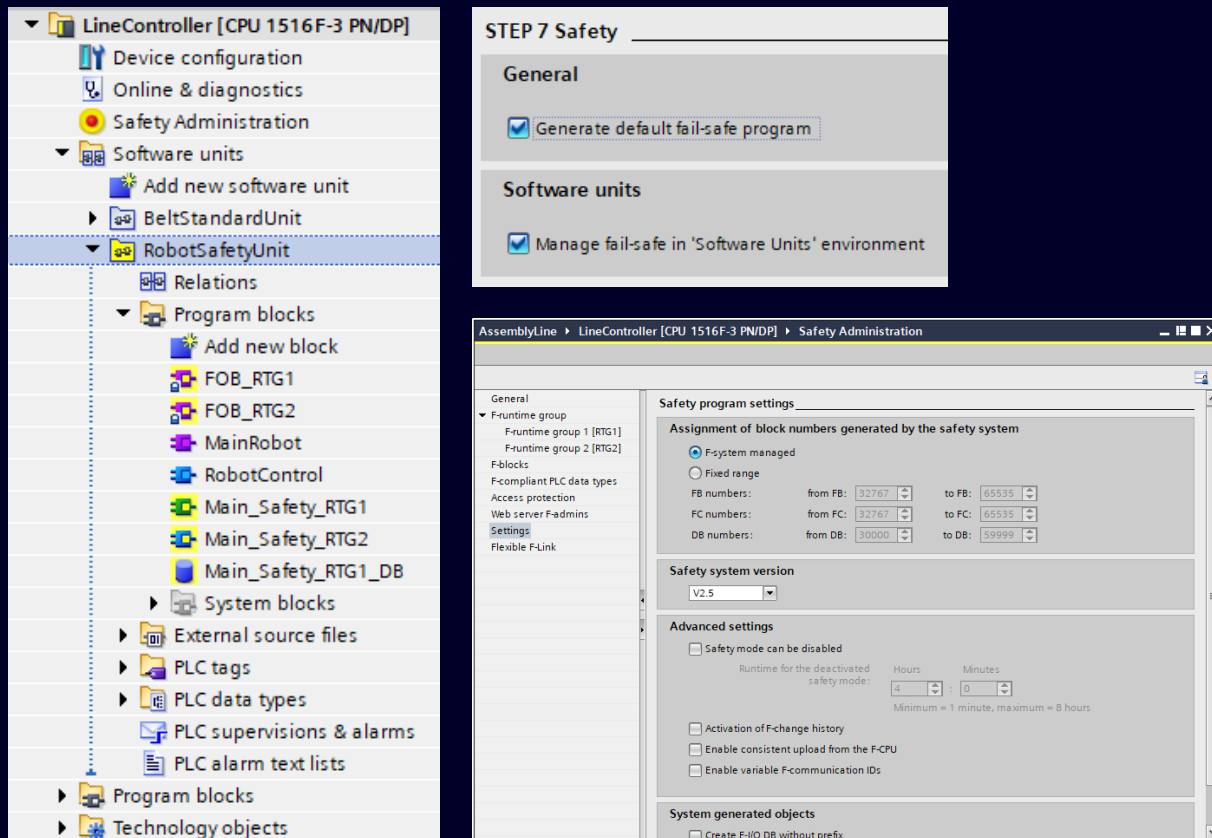 LineController [CPU 1516F-3 PN/DP]
Device configuration
Online & diagnostics
Safety Administration
Software units
Add new software unit
BeltStandardUnit
RobotSafetyUnit
Relations
Program blocks
Add new block
FOB_RTG1
FOB_RTG2
MainRobot
RobotControl
Main_Safety_RTG1
Main_Safety_RTG2
Main_Safety_RTG1_DB
System blocks
External source files
PLC tags
PLC data types
PLC supervisions & alarms
PLC alarm text lists
Program blocks
Technology objects
STEP 7 Safety
General
Generate default fail-safe program
Software units
Manage fail-safe in 'Software Units' environment
AssemblyLine LineController [CPU 1516F-3 PN/DP] Safety Administration
General
F-runtime group
F-runtime group 1 [RTG1]
F-runtime group 2 [RTG2]
F-blocks
F-compliant PLC data types
Access protection
Web server F-admins
Settings
Flexible F-Link
Safety program settings
Assignment of block numbers generated by the safety system
F-system managed
Fixed range
FB numbers: from FB: 32767 to FB: 65535
FC numbers: from FC: 32767 to FC: 65535
DB numbers: from DB: 30000 to DB: 59999
Safety system version
V2.5
Advanced settings
Safety mode can be disabled
Runtime for the deactivated Hours Minutes
safety mode: 4 : 0
Minimum = 1 minute, maximum = 8 hours
Activation of F-change history
Enable consistent upload from the F-CPU
Enable variable F-communication IDs
System generated objects
Create F-I/O DB without prefix